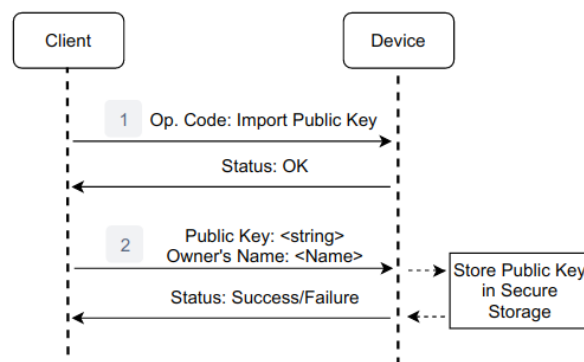 Client
Device
1
Op. Code: Import Public Key
Status: OK
2
Public Key: <string>
Owner's Name: <Name>
Status: Success/Failure
Store Public Key
in Secure
Storage